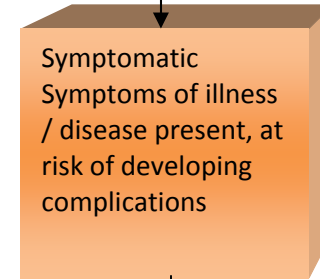 Symptomatic
Symptoms of illness
/ disease present, at
risk of developing
complications